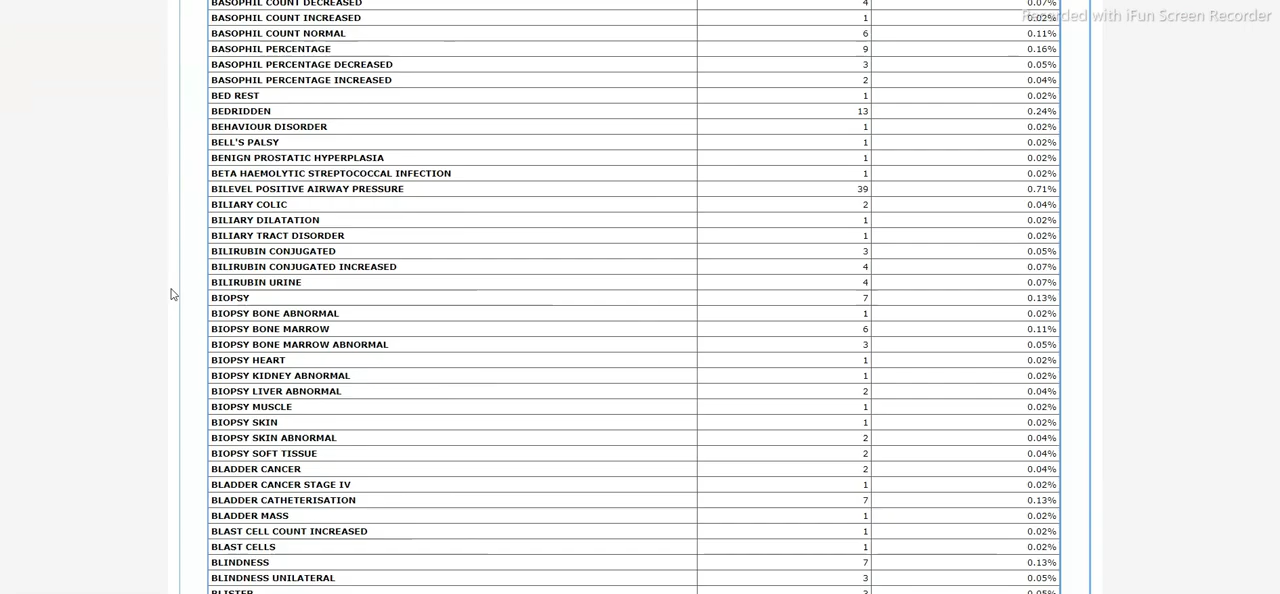 BASOPHIL COUNT DECREASED 4 0.07%
Recorded with iFun Screen Recorder
BASOPHIL COUNT INCREASED 1 0.02%
BASOPHIL COUNT NORMAL 6 0.11%
BASOPHIL PERCENTAGE 9 0.16%
BASOPHIL PERCENTAGE DECREASED 3 0.05%
BASOPHIL PERCENTAGE INCREASED 2 0.04%
BED REST 1 0.02%
BEDRIDDEN 13 0.24%
BEHAVIOUR DISORDER 1 0.02%
BELL'S PALSY 1 0.02%
BENIGN PROSTATIC HYPERPLASIA 1 0.02%
BETA HAEMOLYTIC STREPTOCOCCAL INFECTION 1 0.02%
BILEVEL POSITIVE AIRWAY PRESSURE 39 0.71%
BILIARY COLIC 2 0.04%
BILIARY DILATATION 1 0.02%
BILIARY TRACT DISORDER 1 0.02%
BILIRUBIN CONJUGATED 3 0.05%
BILIRUBIN CONJUGATED INCREASED 4 0.07%
BILIRUBIN URINE 4 0.07%
BIOPSY 7 0.13%
BIOPSY BONE ABNORMAL 1 0.02%
BIOPSY BONE MARROW 6 0.11%
BIOPSY BONE MARROW ABNORMAL 3 0.05%
BIOPSY HEART 1 0.02%
BIOPSY KIDNEY ABNORMAL 1 0.02%
BIOPSY LIVER ABNORMAL 2 0.04%
BIOPSY MUSCLE 1 0.02%
BIOPSY SKIN 1 0.02%
BIOPSY SKIN ABNORMAL 2 0.04%
BIOPSY SOFT TISSUE 2 0.04%
BLADDER CANCER 2 0.04%
BLADDER CANCER STAGE IV 1 0.02%
BLADDER CATHETERISATION 7 0.13%
BLADDER MASS 1 0.02%
BLAST CELL COUNT INCREASED 1 0.02%
BLAST CELLS 1 0.02%
BLINDNESS 7 0.13%
BLINDNESS UNILATERAL 3 0.05%
BLISTER 3 0.05%